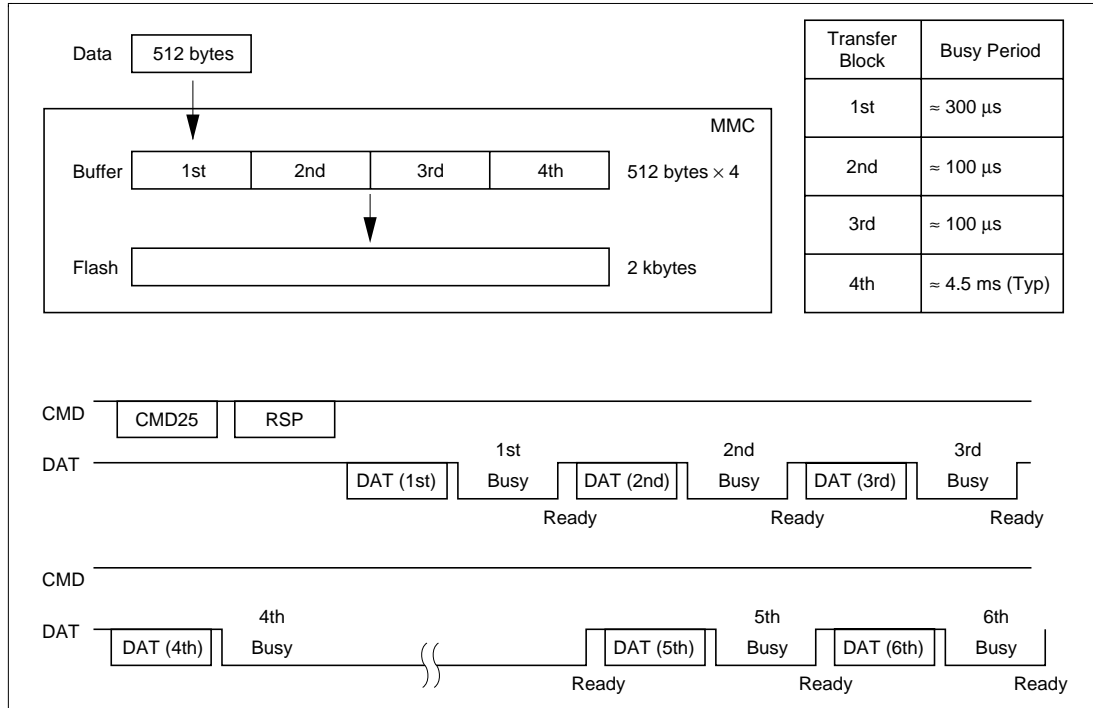 Data 512 bytes
MMC
Buffer 1st 2nd 3rd 4th 512 bytes × 4
Flash 2 kbytes
Transfer Block Busy Period
1st ≈ 300 μs
2nd ≈ 100 μs
3rd ≈ 100 μs
4th ≈ 4.5 ms (Typ)
CMD CMD25 RSP
1st 2nd 3rd
DAT DAT (1st) Busy DAT (2nd) Busy DAT (3rd) Busy
Ready Ready Ready
CMD
4th 5th 6th
DAT DAT (4th) Busy DAT (5th) Busy DAT (6th) Busy
Ready Ready Ready